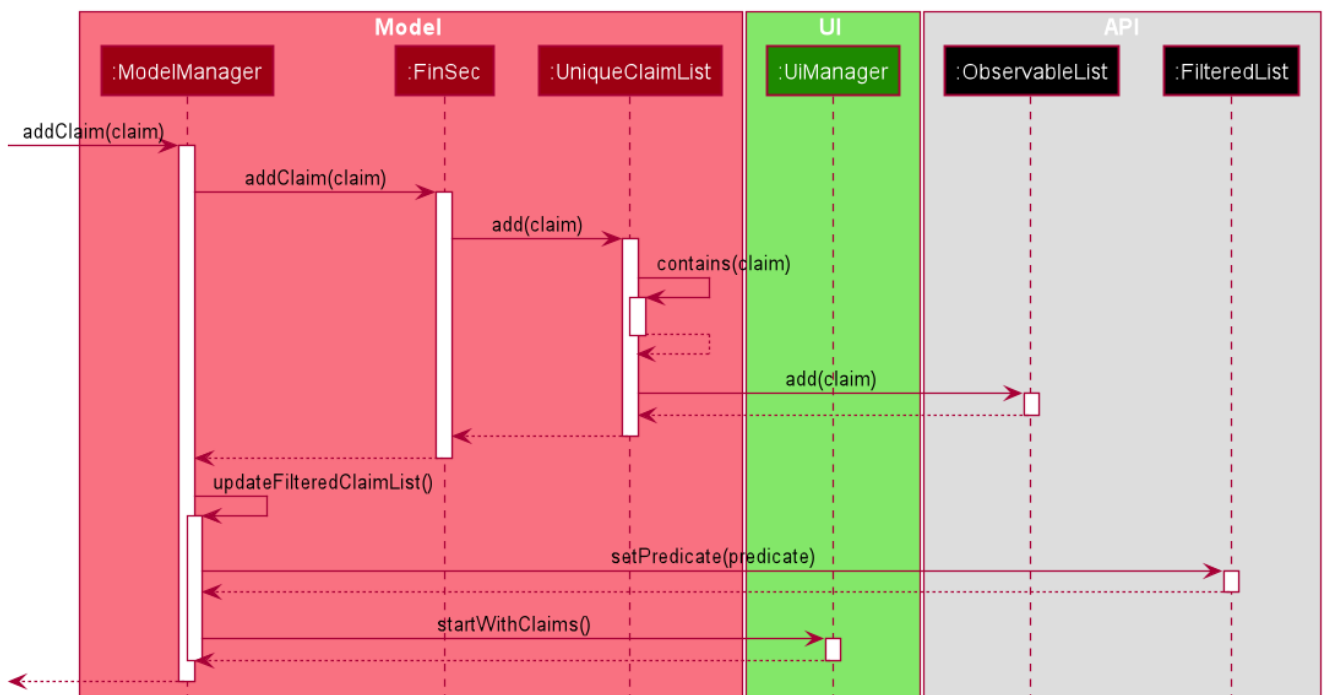 Model
UI
API
:ModelManager
:FinSec
:UniqueClaimList
:UiManager
:ObservableList
:FilteredList
addClaim(claim)
addClaim(claim)
add(claim)
contains(claim)
add(claim)
updateFilteredClaimList()
setPredicate(predicate)
startWithClaims()